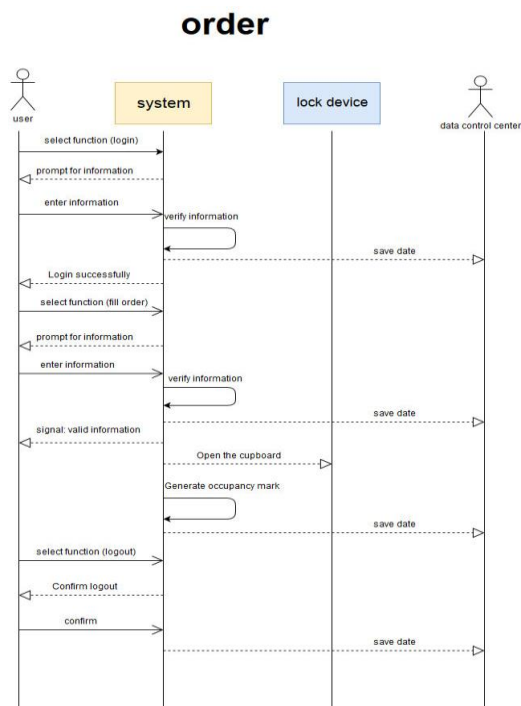 order
user
system
lock device
data control center
select function (login)
prompt for information
enter information
verify information
save date
Login successfully
select function (fill order)
prompt for information
enter information
verify information
save date
signal: valid information
Open the cupboard
Generate occupancy mark
save date
select function (logout)
Confirm logout
confirm
save date